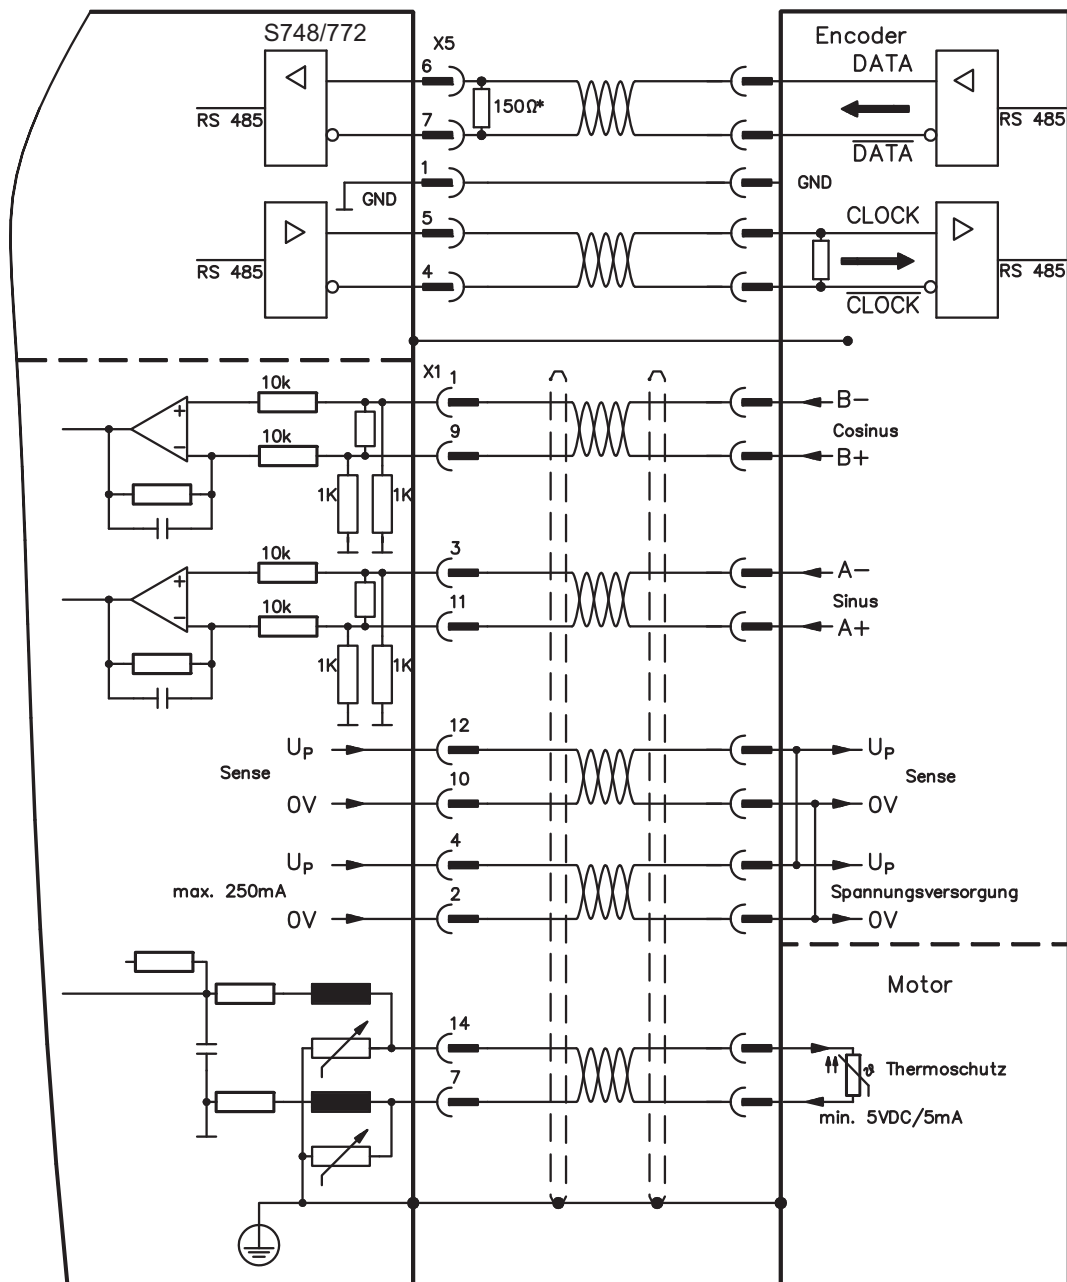 S748/772
X5
Encoder
6
DATA
150Ω*
RS 485
RS 485
7
DATA
1
GND
GND
5
CLOCK
RS 485
RS 485
4
CLOCK
X1
1
10k
B-
+
Cosinus
10k
9
B+
-
1K
1K
3
10k
A-
+
Sinus
10k
11
A+
-
1K
1K
12
UP
UP
Sense
Sense
10
0V
0V
4
UP
UP
max. 250mA
Spannungsversorgung
2
0V
0V
Motor
14
ϑ Thermoschutz
7
min. 5VDC/5mA